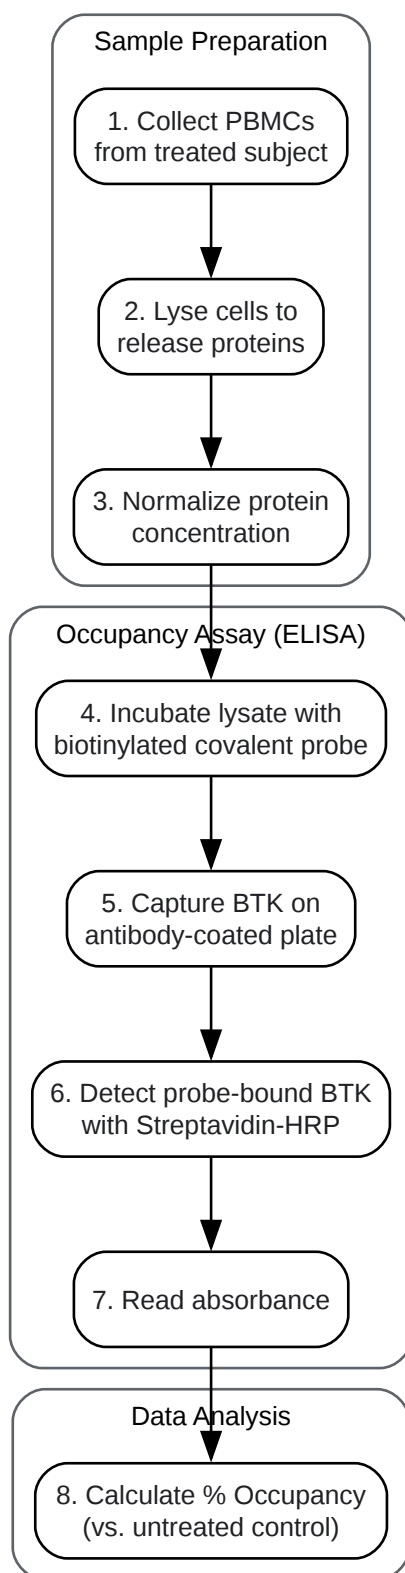 Sample Preparation
1. Collect PBMCs
from treated subject
2. Lyse cells to
release proteins
3. Normalize protein
concentration
Occupancy Assay (ELISA)
4. Incubate lysate with
biotinylated covalent probe
5. Capture BTK on
antibody-coated plate
6. Detect probe-bound BTK
with Streptavidin-HRP
7. Read absorbance
Data Analysis
8. Calculate % Occupancy
(vs. untreated control)